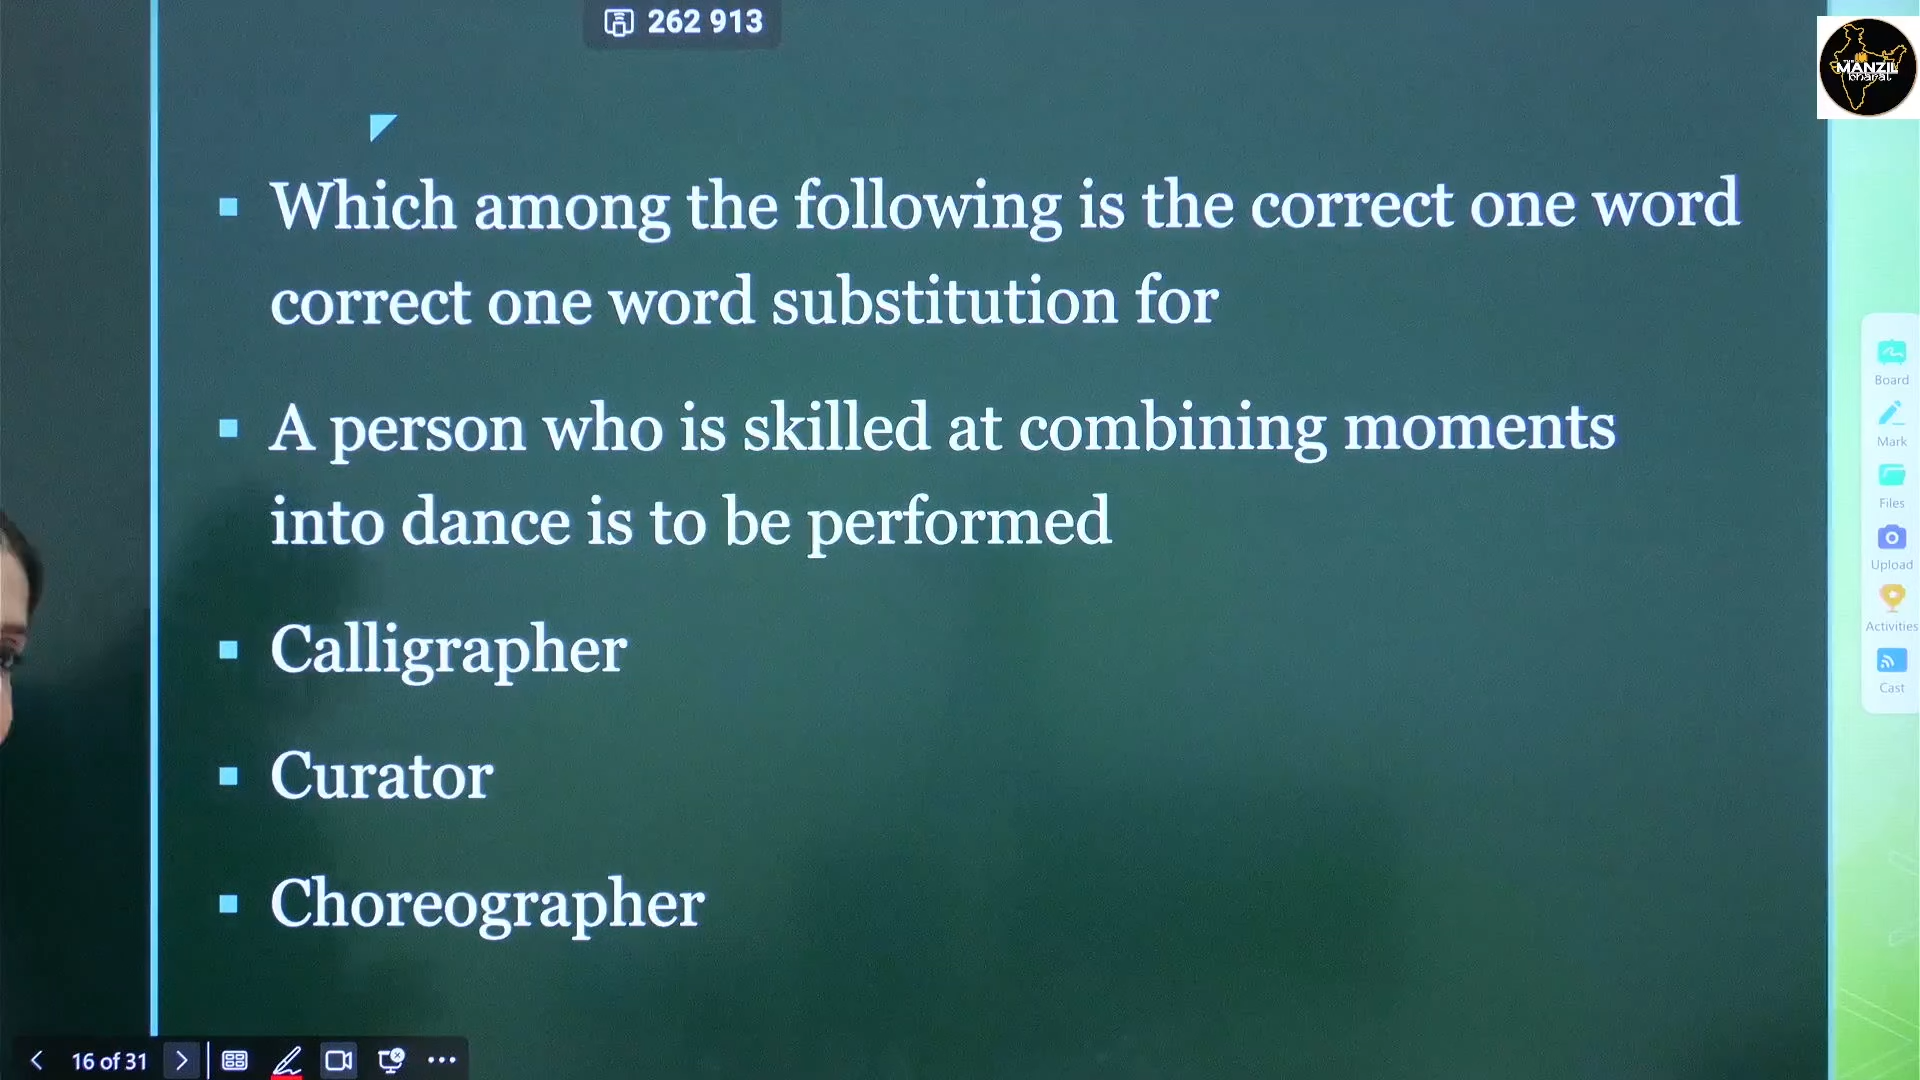 262 913
MANZIL
bharat
Which among the following is the correct one word
correct one word substitution for
A person who is skilled at combining moments
into dance is to be performed
Calligrapher
Curator
Choreographer
Board
Mark
Files
Upload
Activities
Cast
16 of 31